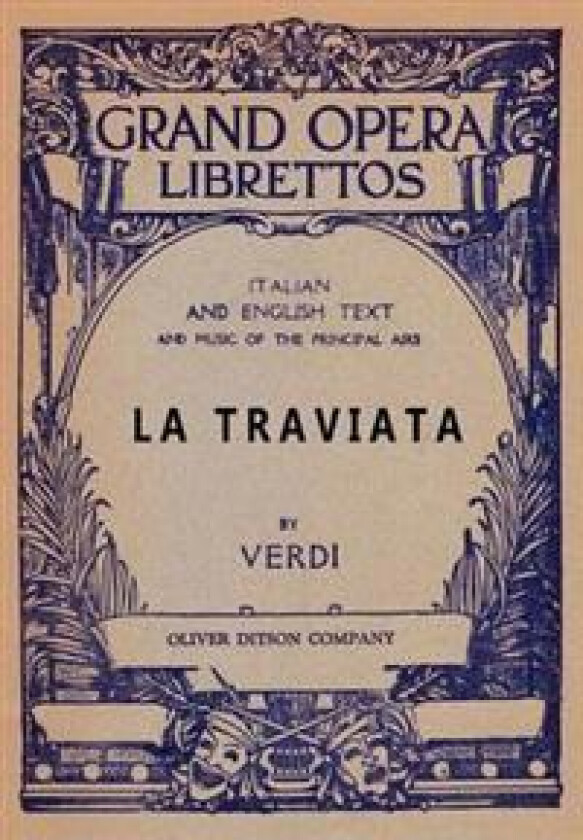 GRAND OPERA
LIBRETTOS
ITALIAN
AND ENGLISH TEXT
AND MUSIC OF THE PRINCIPAL AIRS
LA TRAVIATA
BY
VERDI
OLIVER DITSON COMPANY